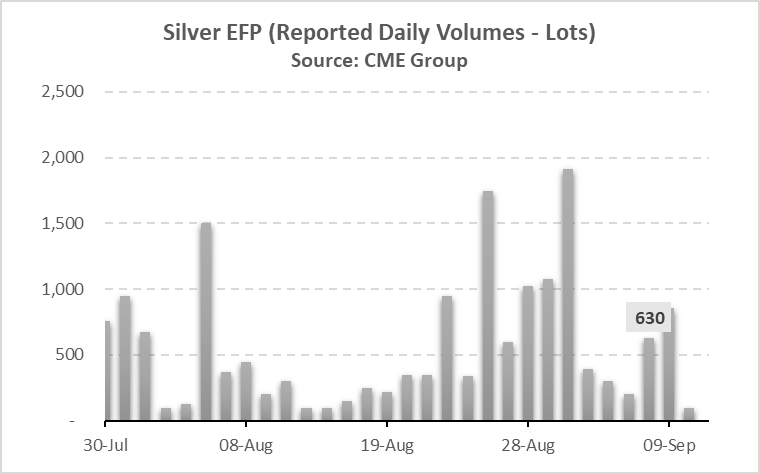 Silver EFP (Reported Daily Volumes - Lots)
Source: CME Group
2,500
2,000
1,500
1,000
500
-
630
30-Jul 08-Aug 19-Aug 28-Aug 09-Sep